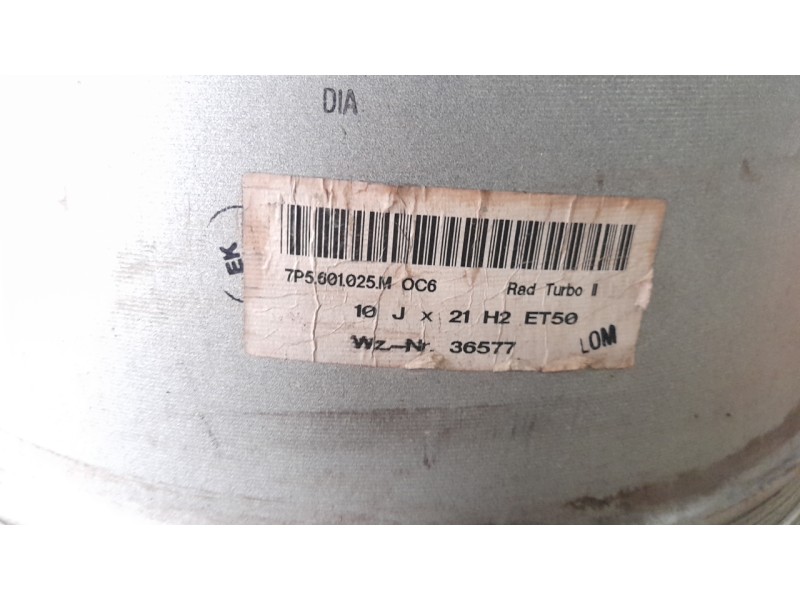 DIA
EK
7P5.601.025.M OC6 Rad Turbo II
10 J x 21 H2 ET50
Wz.-Nr. 36577
LOM